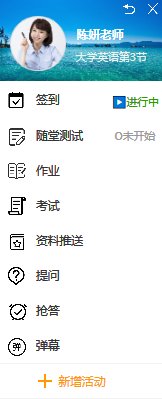 陈妍老师
大学英语第3节
签到 进行中
随堂测试 未开始
作业
考试
资料推送
提问
抢答
弹
弹幕
新增活动